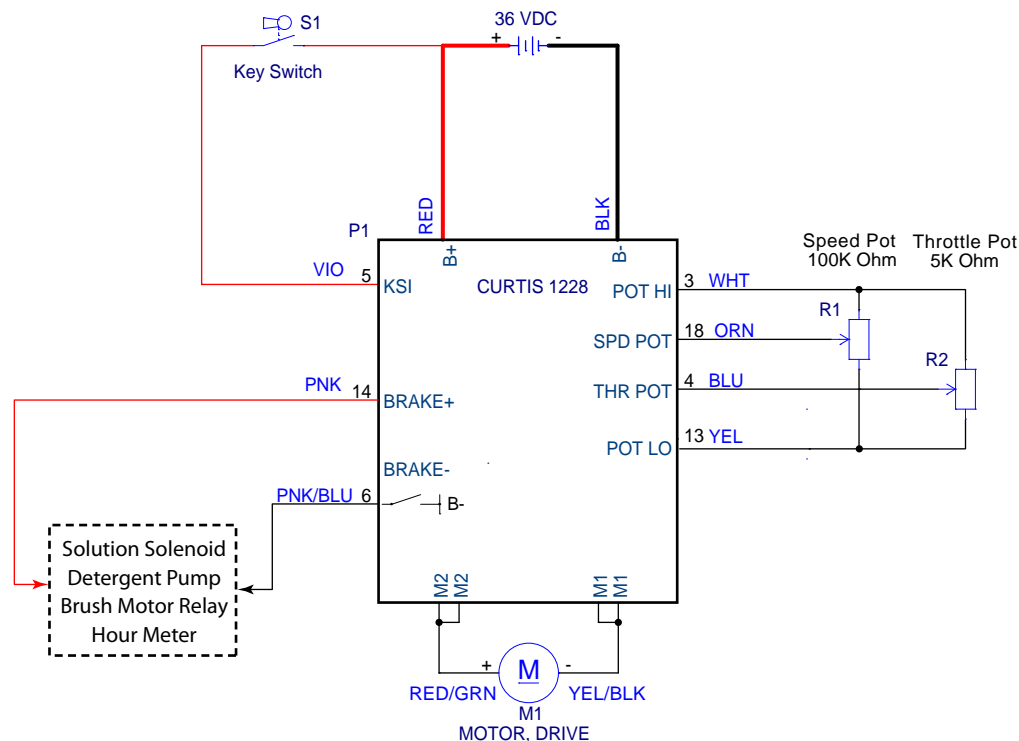 S1
Key Switch
36 VDC
+ -
RED
BLK
P1
B+
B-
VIO
5
KSI
CURTIS 1228
POT HI
3
WHT
Speed Pot
100K Ohm
Throttle Pot
5K Ohm
R1
SPD POT
18
ORN
R2
THR POT
4
BLU
PNK
14
BRAKE+
POT LO
13
YEL
BRAKE-
PNK/BLU
6
B-
Solution Solenoid
Detergent Pump
Brush Motor Relay
Hour Meter
M2
M2
M1
M1
+
M
-
RED/GRN
YEL/BLK
M1
MOTOR, DRIVE